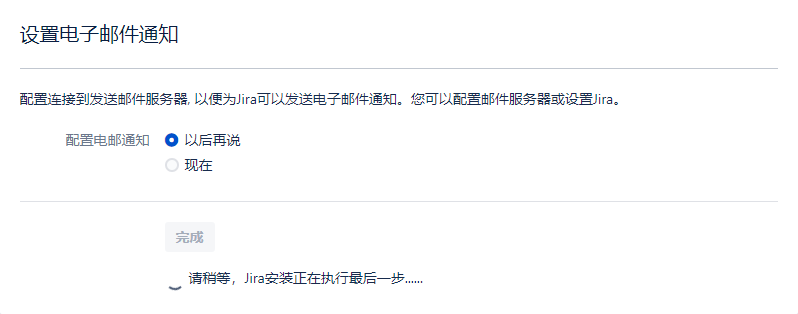 设置电子邮件通知
配置连接到发送邮件服务器, 以便为Jira可以发送电子邮件通知。您可以配置邮件服务器或设置Jira。
配置电邮通知 以后再说
现在
完成
请稍等，Jira安装正在执行最后一步......